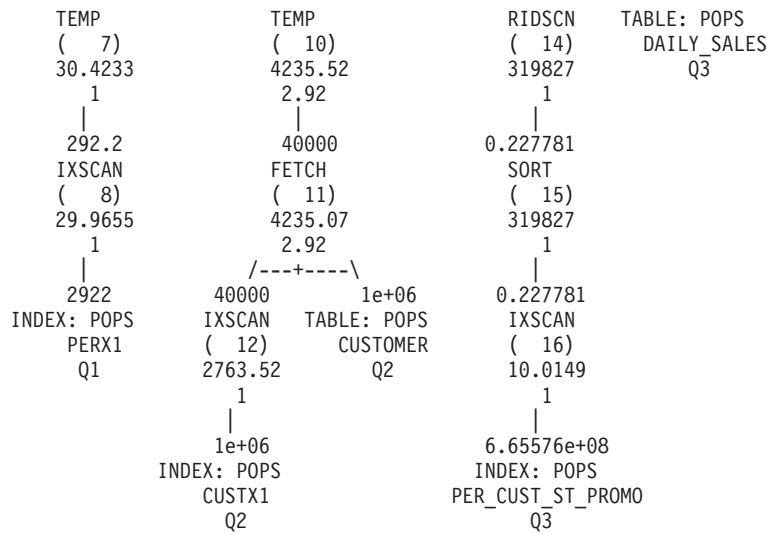 TEMP TEMP RIDSCN TABLE: POPS
( 7) ( 10) ( 14) DAILY_SALES
30.4233 4235.52 319827 Q3
1 2.92 1
| | |
292.2 40000 0.227781
IXSCAN FETCH SORT
( 8) ( 11) ( 15)
29.9655 4235.07 319827
1 2.92 1
| /---+----\ |
2922 40000 1e+06 0.227781
INDEX: POPS IXSCAN TABLE: POPS IXSCAN
PERX1 ( 12) CUSTOMER ( 16)
Q1 2763.52 Q2 10.0149
1 1
| |
1e+06 6.65576e+08
INDEX: POPS INDEX: POPS
CUSTX1 PER_CUST_ST_PROMO
Q2 Q3